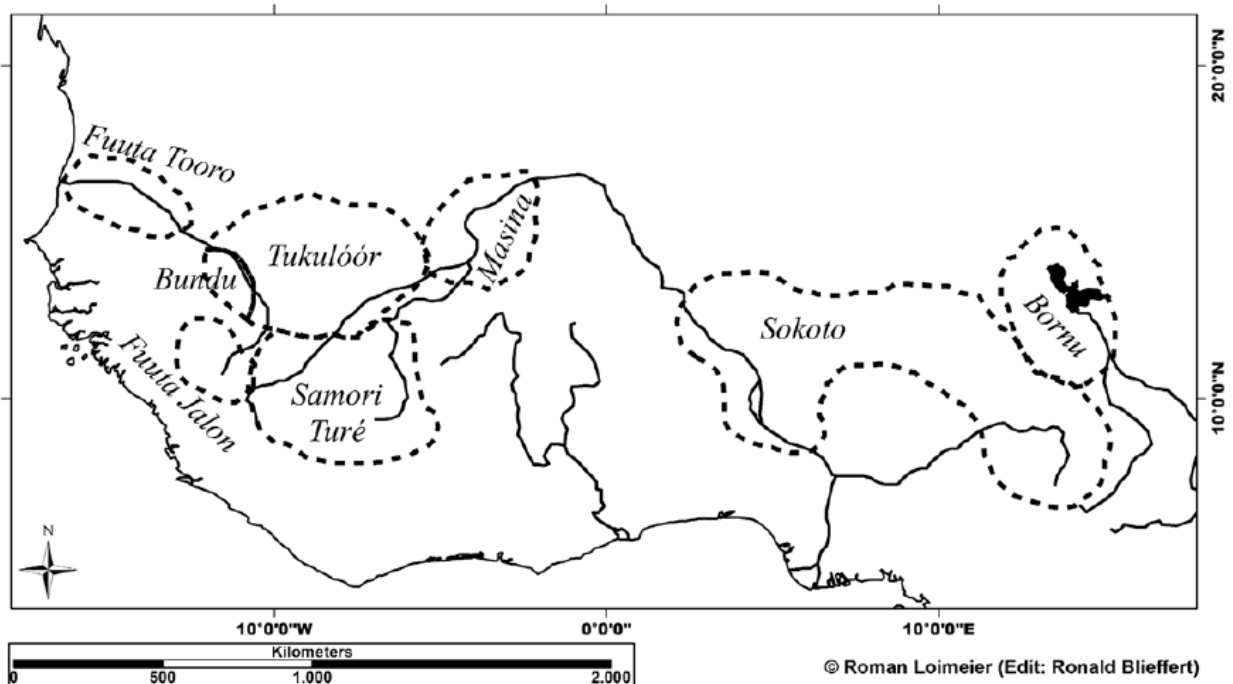 Fuuta Tooro
Tukulóór
Bundu
Masina
Fuuta Jalon
Samori
Turé
Sokoto
Bornu
20°0'0"N
10°0'0"N
N
10°0'0"W
0°0'0"
10°0'0"E
Kilometers
0
500
1.000
2.000
© Roman Loimeier (Edit: Ronald Blieffert)